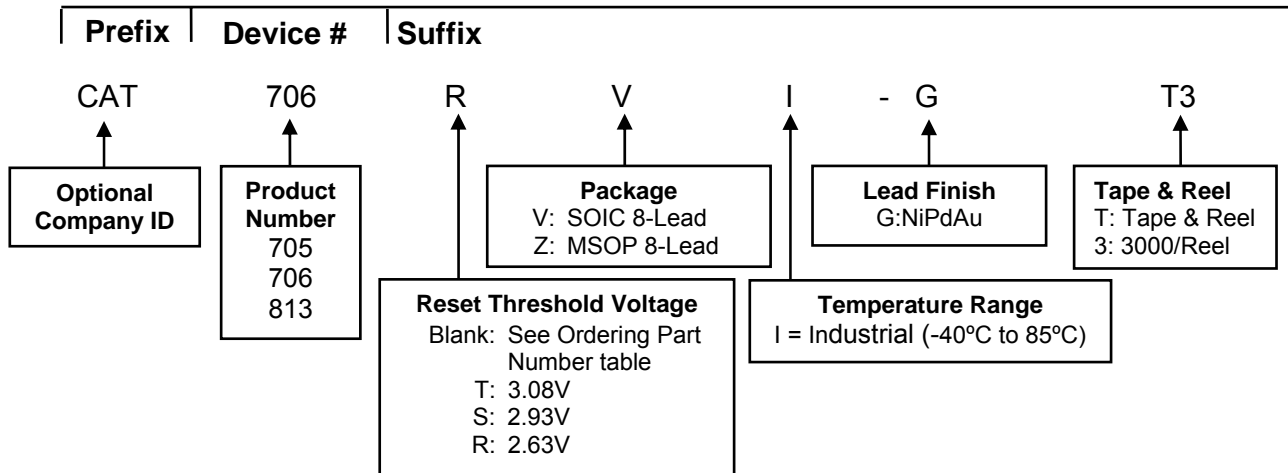 Prefix Device # Suffix
CAT 706 R V I - G T3
Optional
Company ID
Product
Number
705
706
813
Package
V: SOIC 8-Lead
Z: MSOP 8-Lead
Lead Finish
G:NiPdAu
Tape & Reel
T: Tape & Reel
3: 3000/Reel
Reset Threshold Voltage
Blank: See Ordering Part
Number table
T: 3.08V
S: 2.93V
R: 2.63V
Temperature Range
I = Industrial (-40ºC to 85ºC)